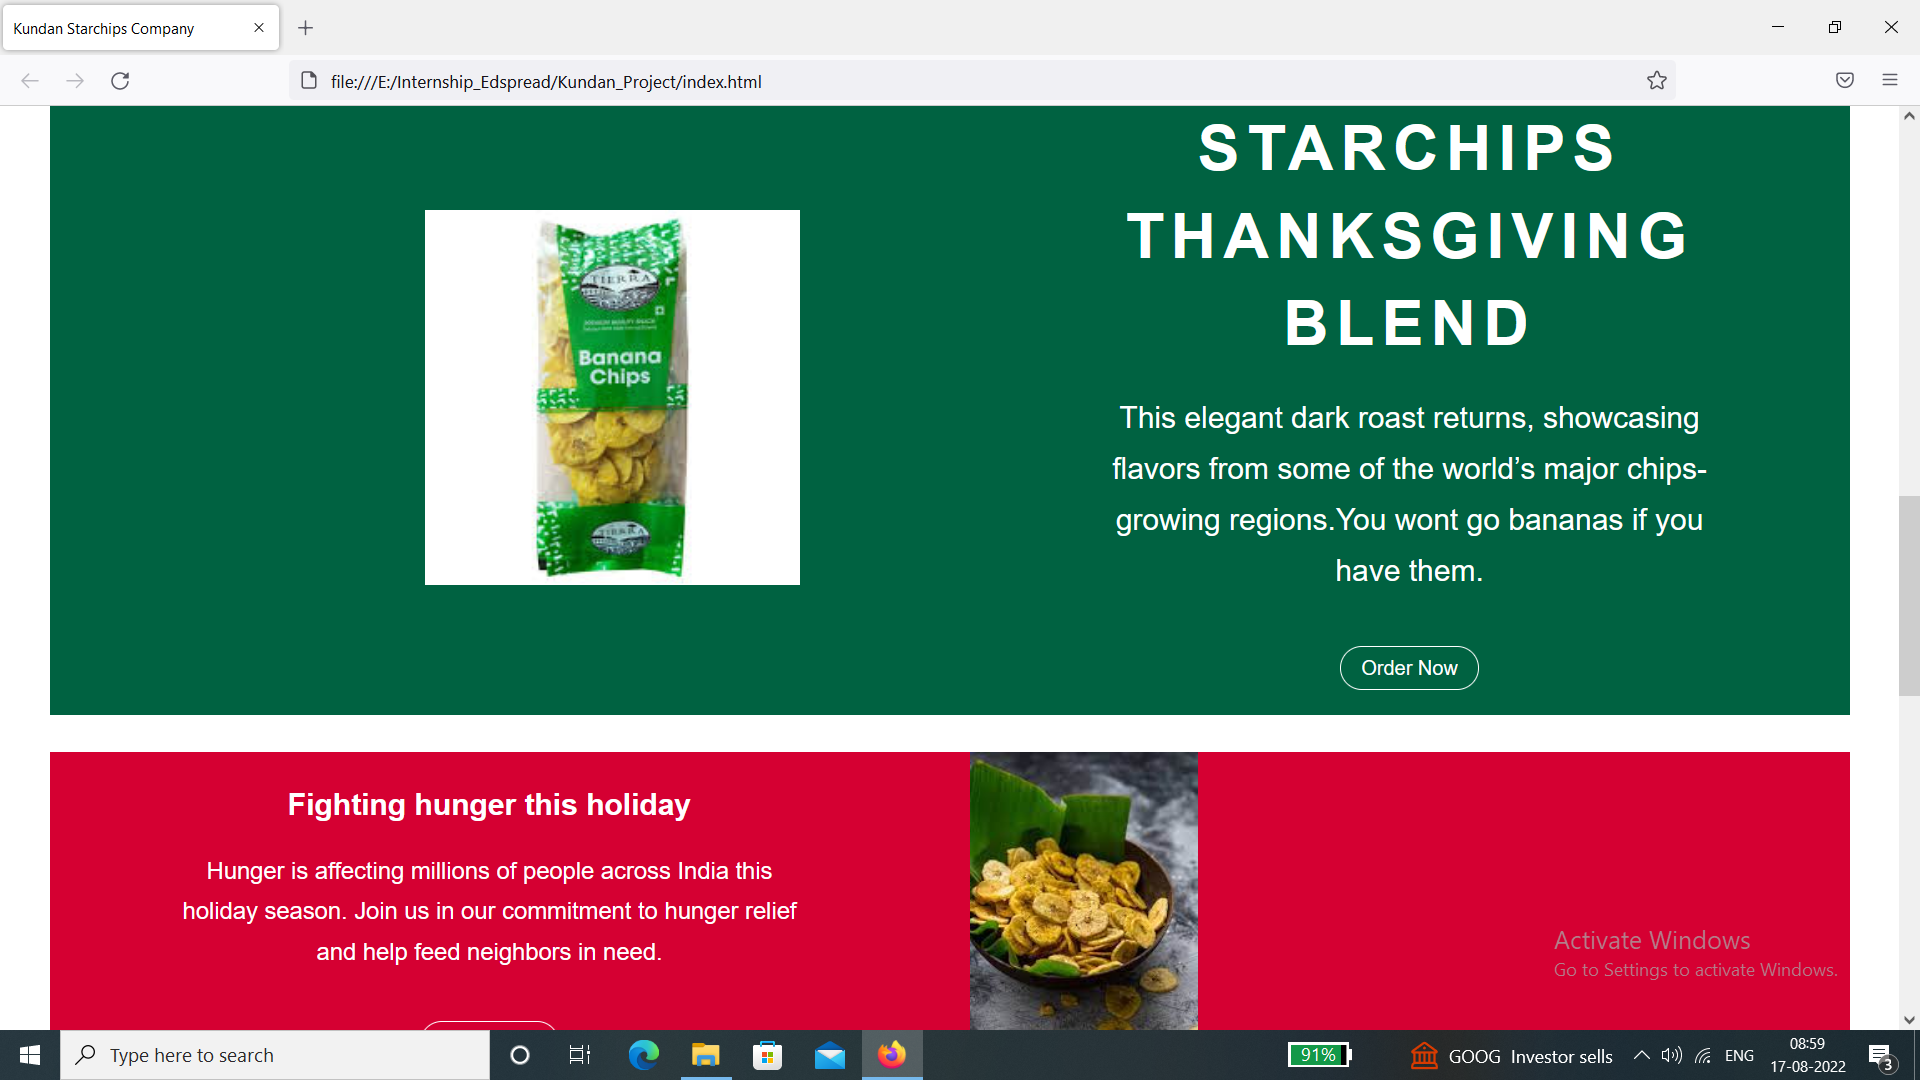 Kundan Starchips Company
file:///E:/Internship_Edspread/Kundan_Project/index.html
STARCHIPS
THANKSGIVING
BLEND
TIERRA
Banana
Chips
TIERRA
This elegant dark roast returns, showcasing
flavors from some of the world’s major chips-
growing regions.You wont go bananas if you
have them.
Order Now
Fighting hunger this holiday
Hunger is affecting millions of people across India this
holiday season. Join us in our commitment to hunger relief
and help feed neighbors in need.
Activate Windows
Go to Settings to activate Windows.
Type here to search
91%
GOOG Investor sells
ENG
08:59
17-08-2022
3